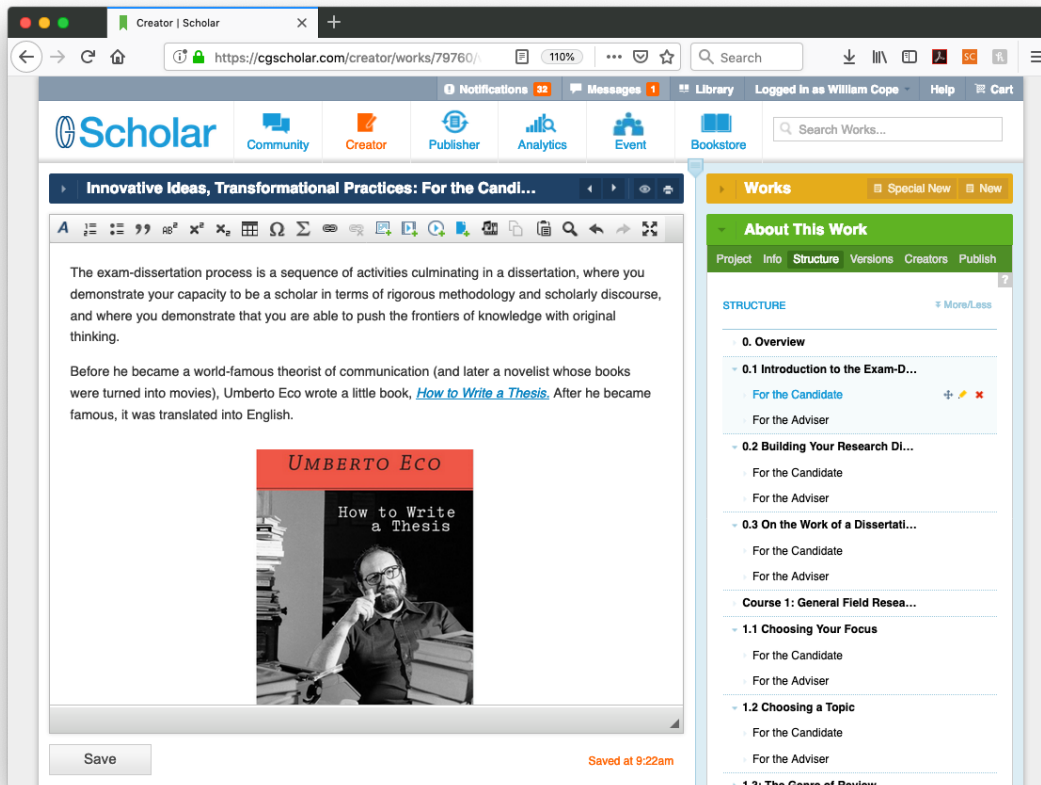 Creator | Scholar
https://cgscholar.com/creator/works/79760/
110%
Search
Notifications 32
Messages 1
Library
Logged in as William Cope
Help
Cart
Scholar
Community
Creator
Publisher
Analytics
Event
Bookstore
Search Works...
Innovative Ideas, Transformational Practices: For the Candi...
The exam-dissertation process is a sequence of activities culminating in a dissertation, where you
demonstrate your capacity to be a scholar in terms of rigorous methodology and scholarly discourse,
and where you demonstrate that you are able to push the frontiers of knowledge with original
thinking.
Before he became a world-famous theorist of communication (and later a novelist whose books
were turned into movies), Umberto Eco wrote a little book, How to Write a Thesis. After he became
famous, it was translated into English.
UMBERTO ECO
How to Write
a Thesis
Save
Saved at 9:22am
Works
Special New
New
About This Work
Project Info Structure Versions Creators Publish
?
STRUCTURE
More/Less
0. Overview
0.1 Introduction to the Exam-D...
For the Candidate
For the Adviser
0.2 Building Your Research Di...
For the Candidate
For the Adviser
0.3 On the Work of a Dissertati...
For the Candidate
For the Adviser
Course 1: General Field Resea...
1.1 Choosing Your Focus
For the Candidate
For the Adviser
1.2 Choosing a Topic
For the Candidate
For the Adviser
1.3: The Genre of Review